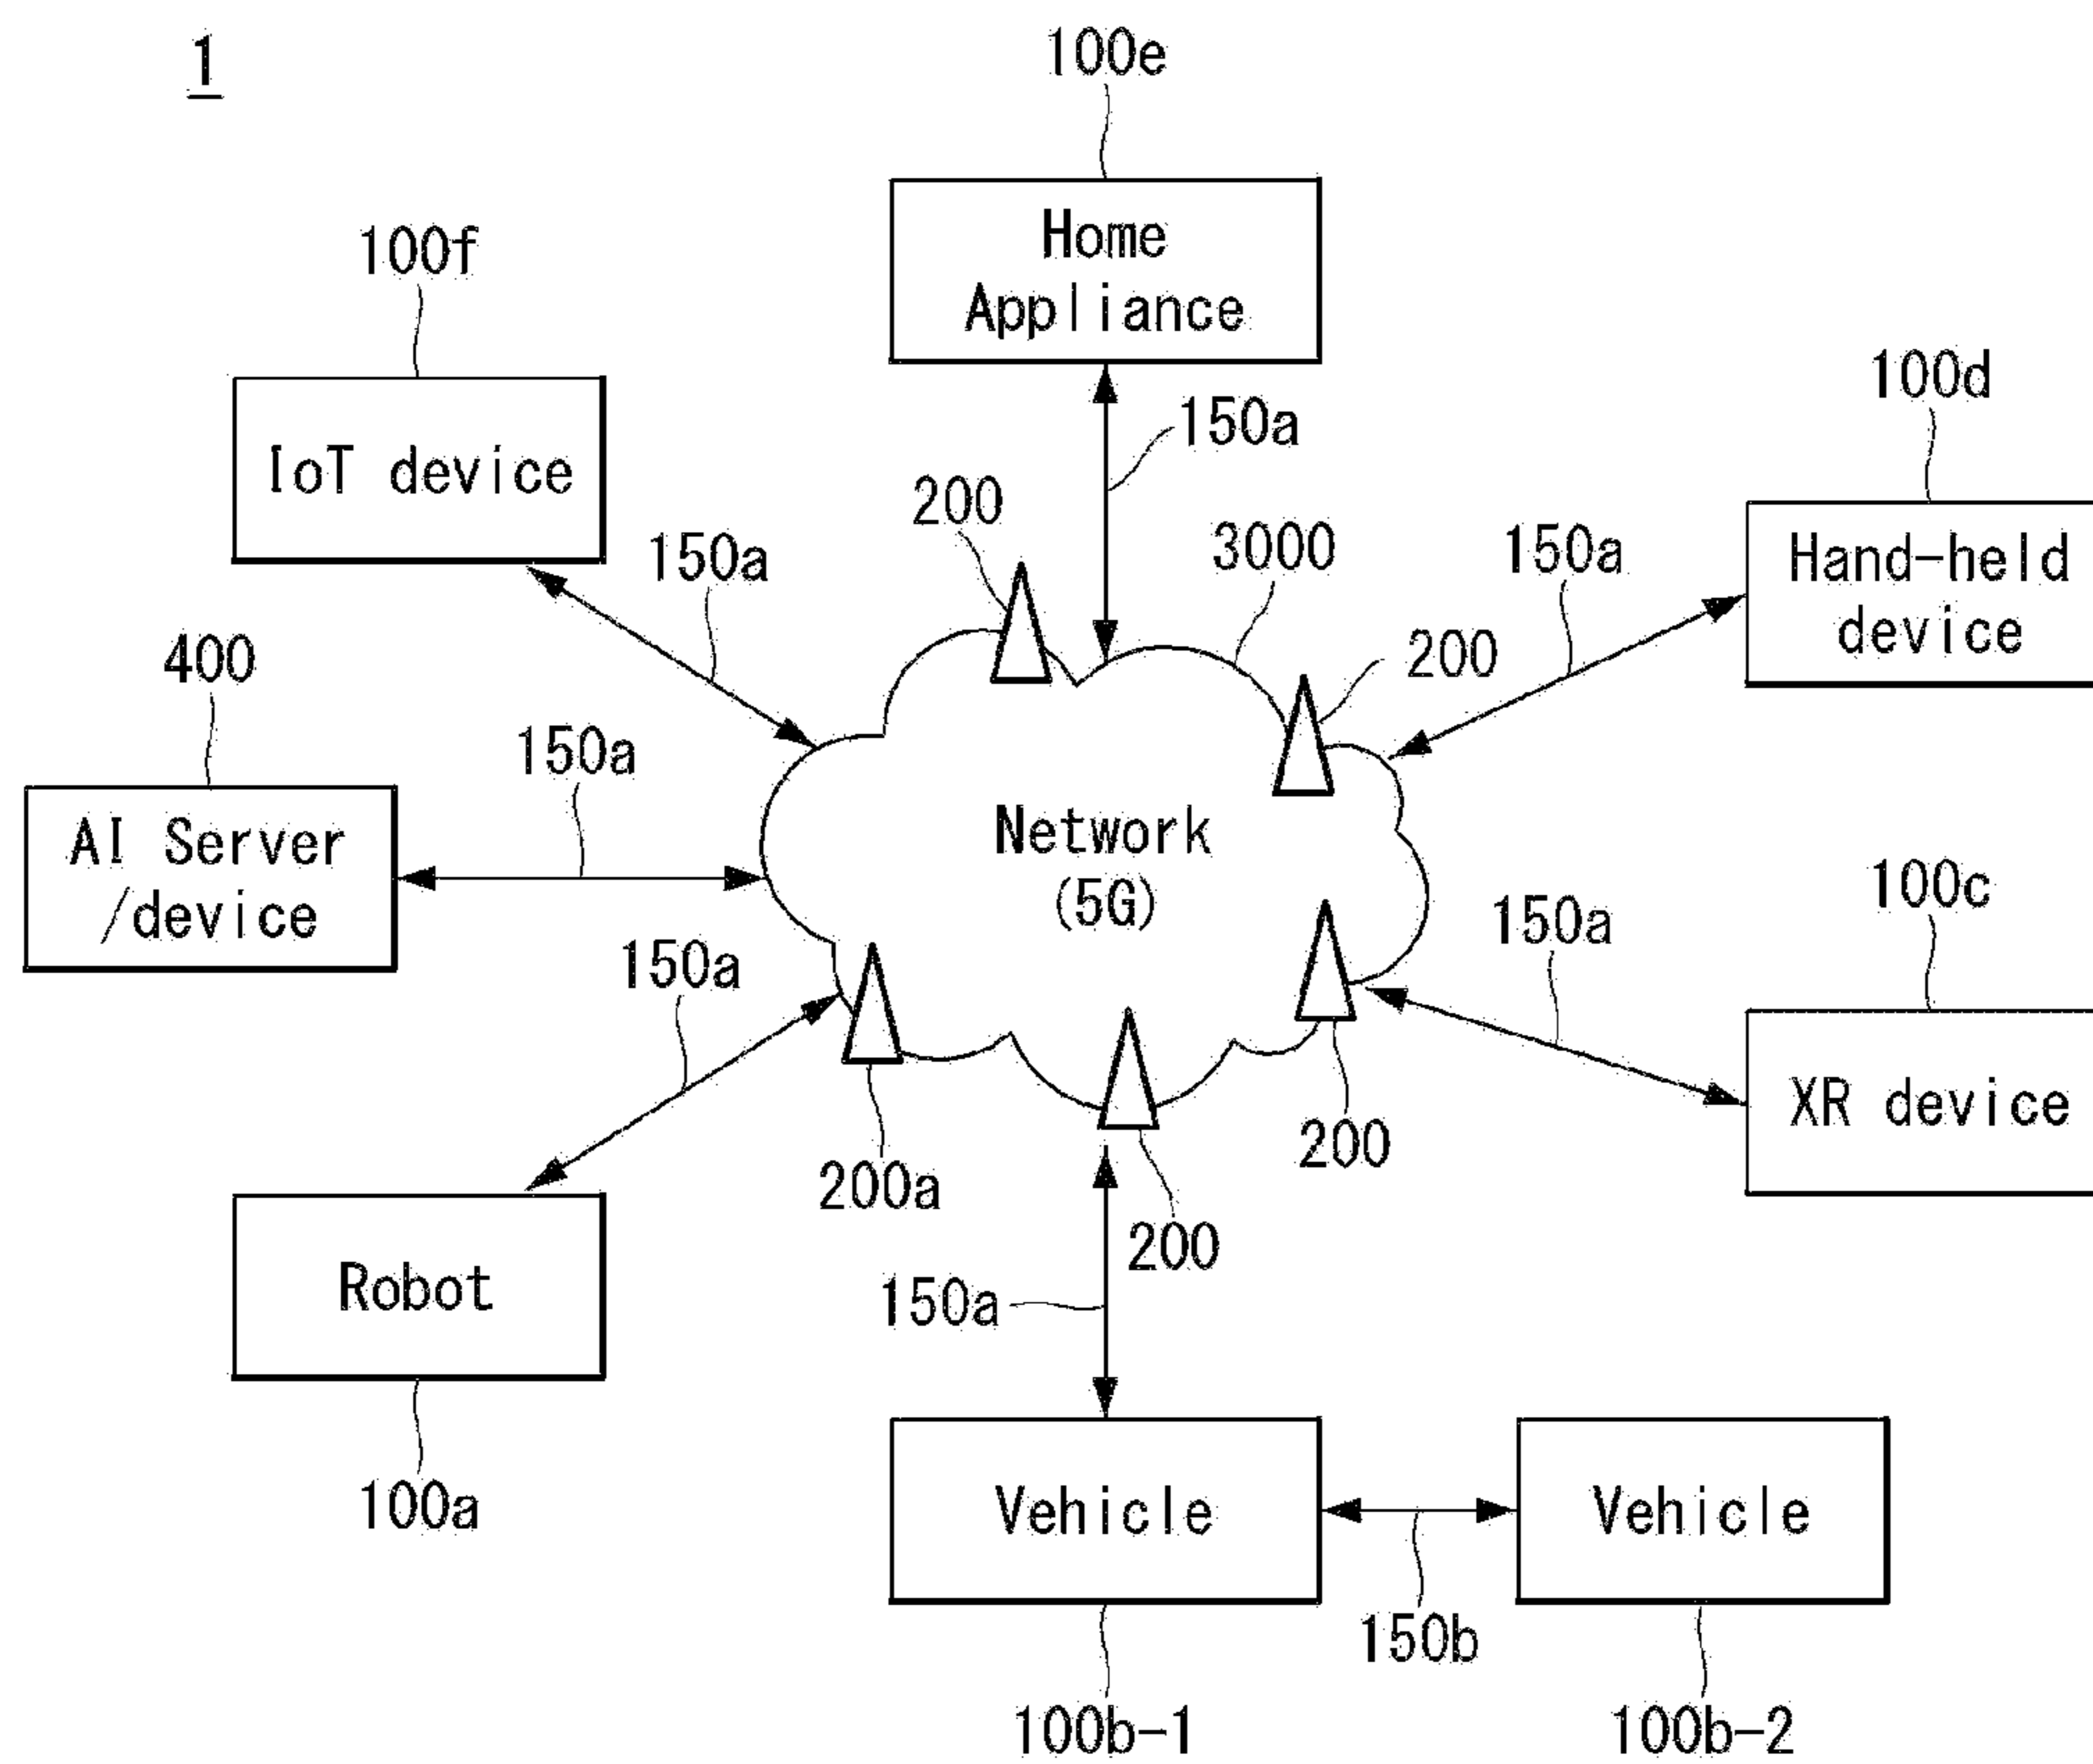 1
100e
Home
Appliance
100f
IoT device
150a
100d
Hand-held
device
200
3000
150a
150a
200
400
AI Server
/device
150a
Network
(5G)
100c
XR device
150a
150a
200a
200
200
150a
Robot
100a
Vehicle
Vehicle
150b
100b-1
100b-2